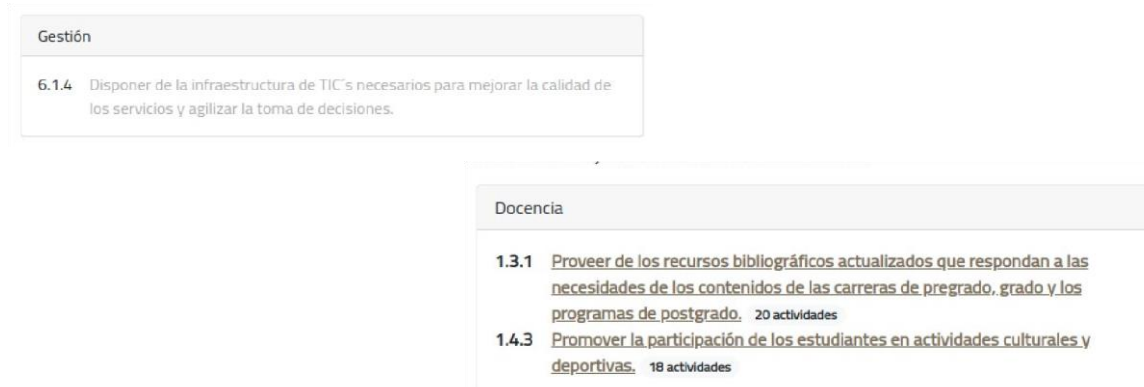 Gestión
6.1.4 Disponer de la infraestructura de TIC´s necesarios para mejorar la calidad de
los servicios y agilizar la toma de decisiones.
Docencia
1.3.1 Proveer de los recursos bibliográficos actualizados que respondan a las
necesidades de los contenidos de las carreras de pregrado, grado y los
programas de postgrado. 20 actividades
1.4.3 Promover la participación de los estudiantes en actividades culturales y
deportivas. 18 actividades